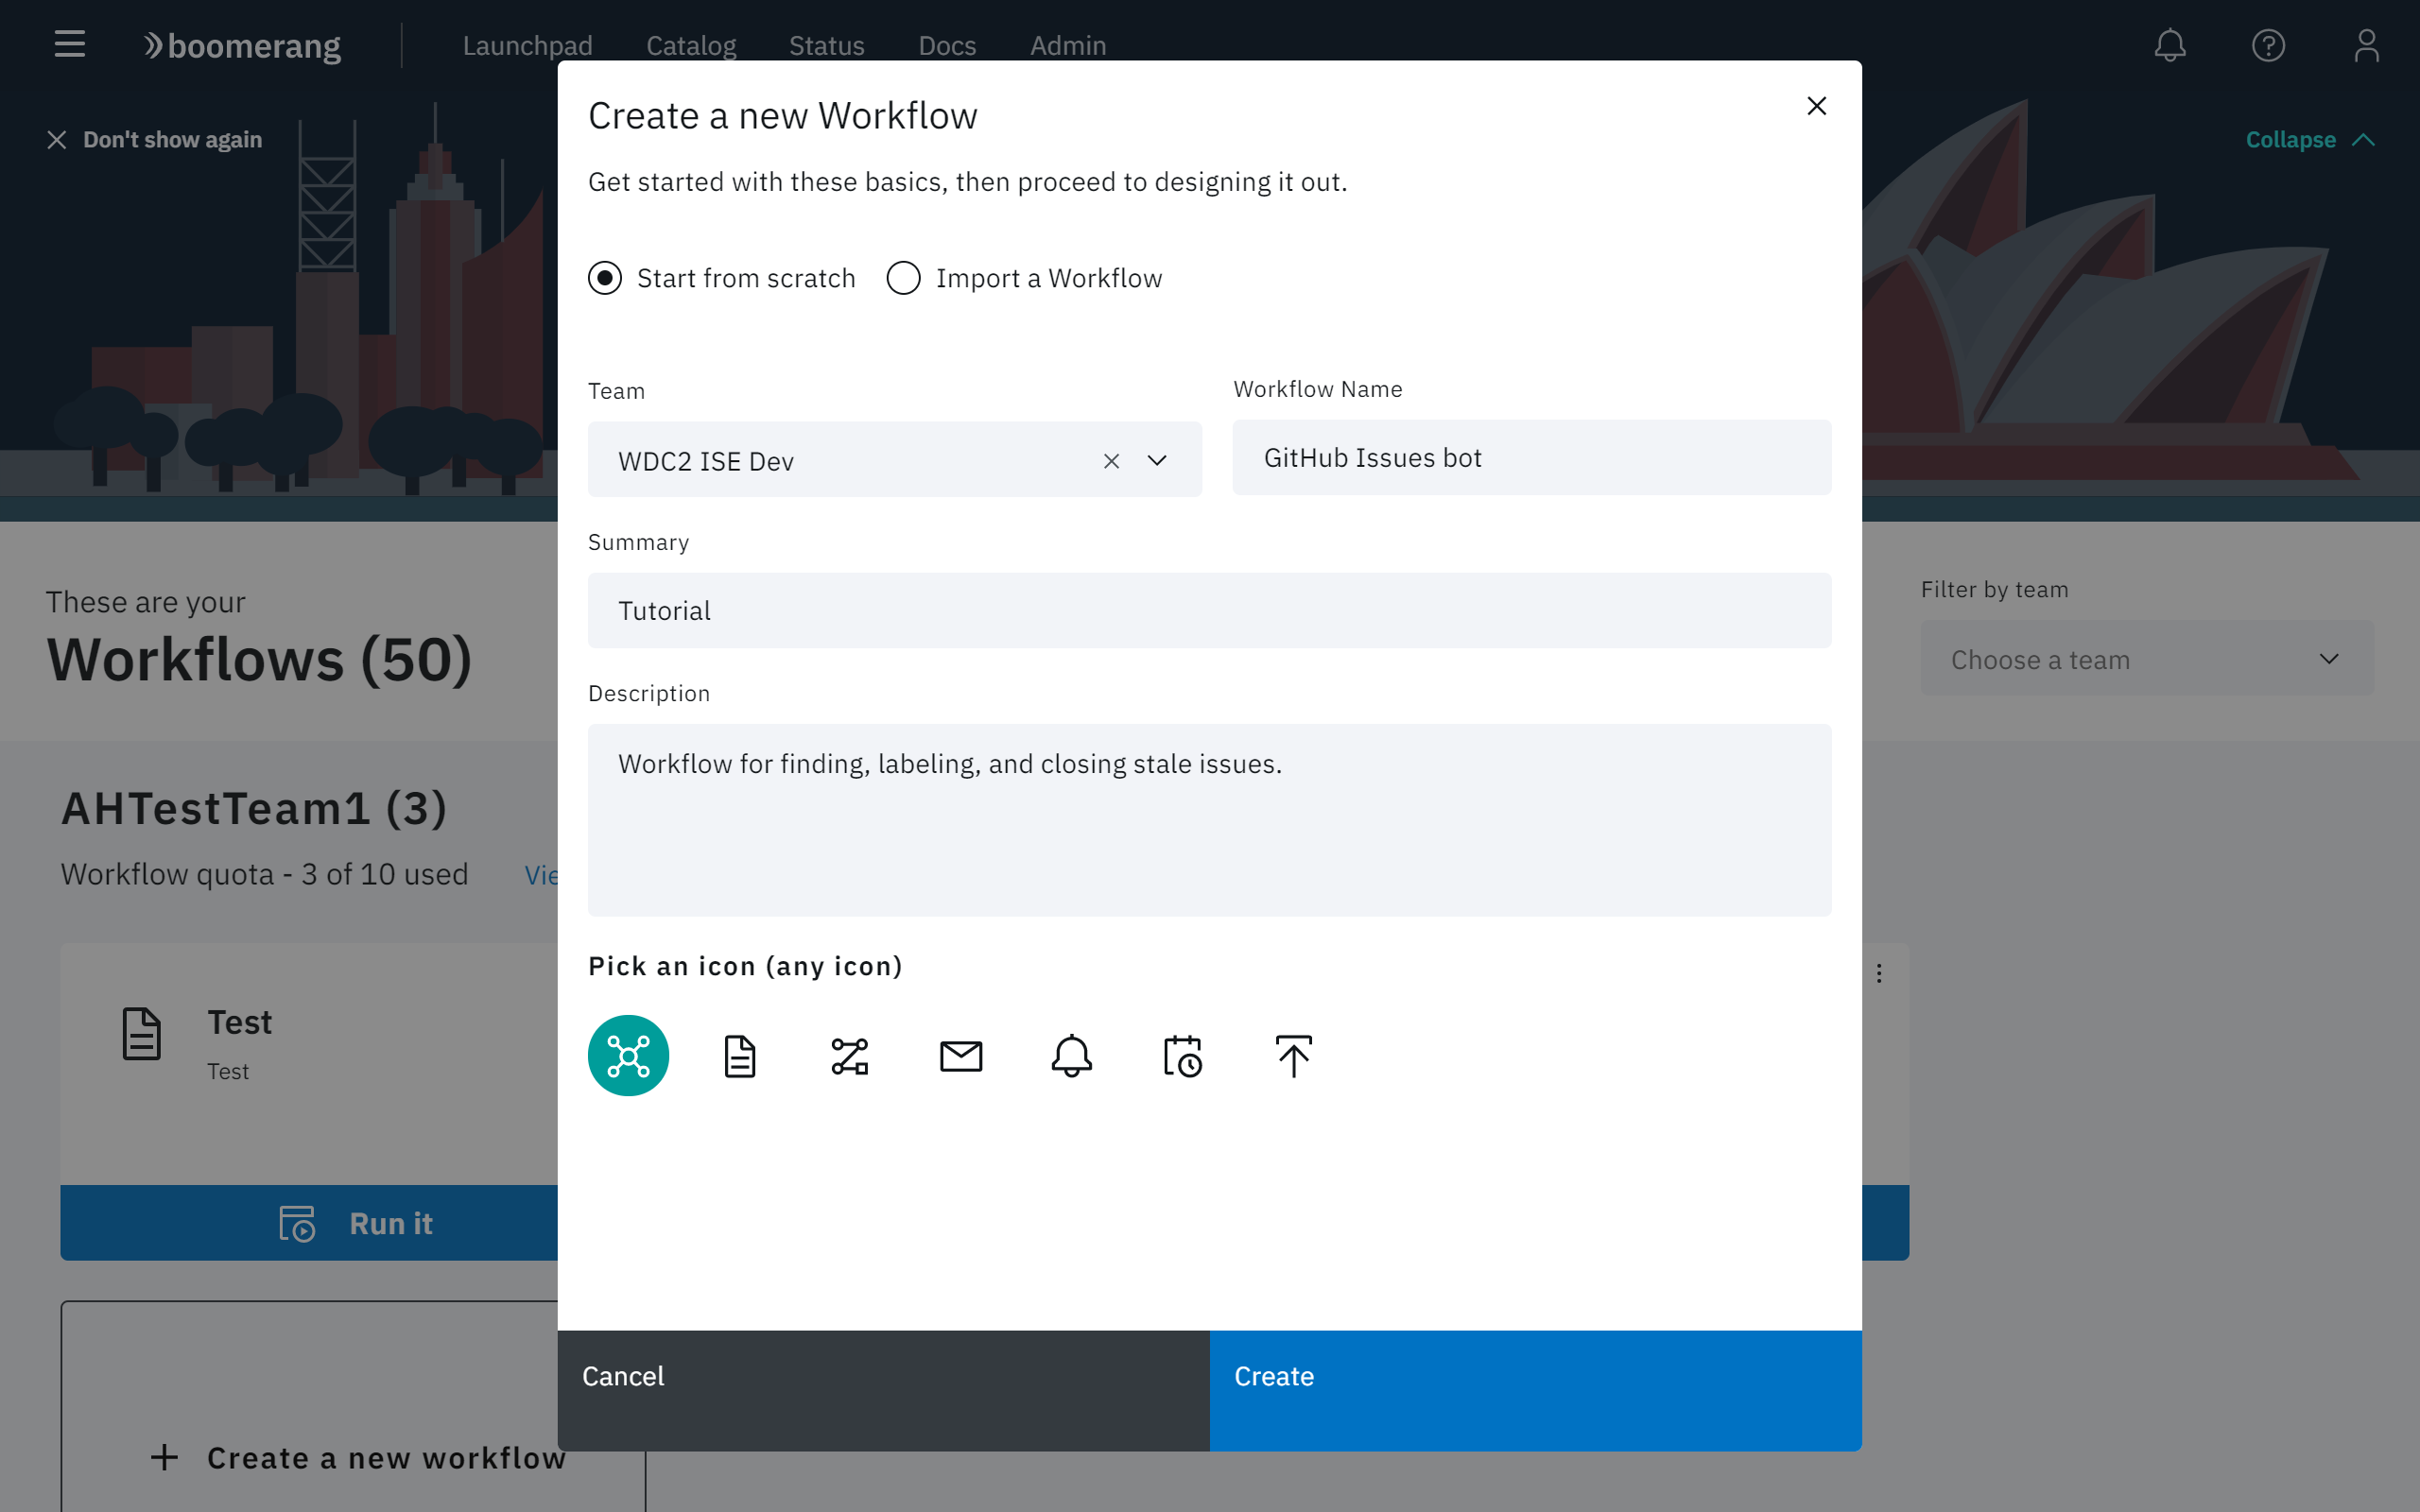 boomerang
Launchpad
Catalog
Status
Docs
Admin
Don't show again
Collapse
Create a new Workflow
Get started with these basics, then proceed to designing it out.
Start from scratch
Import a Workflow
Team
Workflow Name
WDC2 ISE Dev
GitHub Issues bot
Summary
Tutorial
Description
Workflow for finding, labeling, and closing stale issues.
Pick an icon (any icon)
Cancel
Create
These are your
Workflows (50)
Filter by team
Choose a team
AHTestTeam1 (3)
Workflow quota - 3 of 10 used
Test
Test
Run it
Create a new workflow